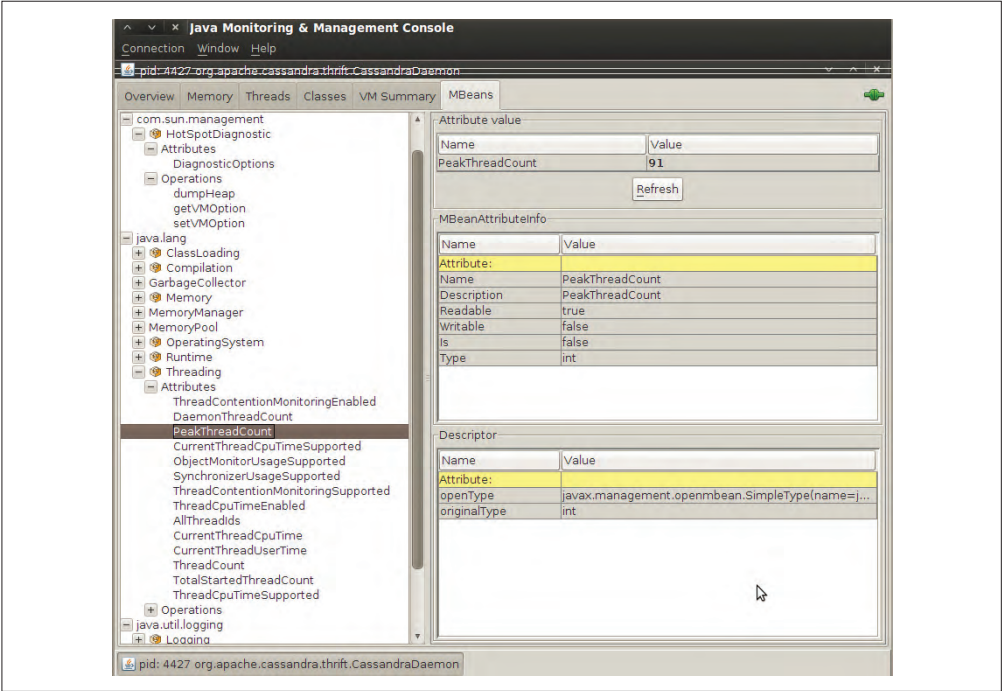 Java Monitoring & Management Console
Connection Window Help
pid: 4427 org.apache.cassandra.thrift.CassandraDaemon
Overview Memory Threads Classes VM Summary MBeans
com.sun.management
HotSpotDiagnostic
Attributes
DiagnosticOptions
Operations
dumpHeap
getVMOption
setVMOption
java.lang
ClassLoading
Compilation
GarbageCollector
Memory
MemoryManager
MemoryPool
OperatingSystem
Runtime
Threading
Attributes
ThreadContentionMonitoringEnabled
DaemonThreadCount
PeakThreadCount
CurrentThreadCpuTimeSupported
ObjectMonitorUsageSupported
SynchronizerUsageSupported
ThreadContentionMonitoringSupported
ThreadCpuTimeEnabled
AllThreadIds
CurrentThreadCpuTime
CurrentThreadUserTime
ThreadCount
TotalStartedThreadCount
ThreadCpuTimeSupported
Operations
java.util.logging
Logging
Attribute value
Name Value
PeakThreadCount 91
Refresh
MBeanAttributeInfo
Name Value
Attribute:
Name PeakThreadCount
Description PeakThreadCount
Readable true
Writable false
Is false
Type int
Descriptor
Name Value
Attribute:
openType javax.management.openmbean.SimpleType(name=j...
originalType int
pid: 4427 org.apache.cassandra.thrift.CassandraDaemon